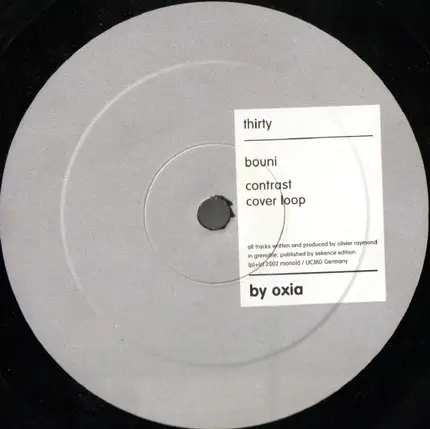 thirty
bouni
contrast
cover loop
all tracks written and produced by olivier raymond
in grenoble. published by sekence edition.
(p)+(c) 2002 monoid / UCMG Germany
by oxia